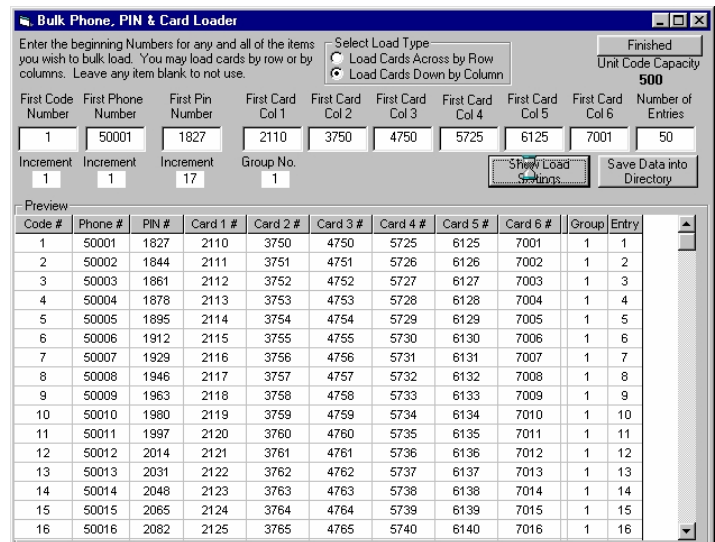 Bulk Phone, PIN & Card Loader
Enter the beginning Numbers for any and all of the items
you wish to bulk load. You may load cards by row or by
columns. Leave any item blank to not use.
Select Load Type
Load Cards Across by Row
Load Cards Down by Column
Finished
Unit Code Capacity
500
First Code Number
First Phone Number
First Pin Number
First Card Col 1
First Card Col 2
First Card Col 3
First Card Col 4
First Card Col 5
First Card Col 6
Number of Entries
1 50001 1827 2110 3750 4750 5725 6125 7001 50
Increment Increment Increment Group No.
1 1 17 1
Show Load
Settings
Save Data into
Directory
Preview
Code # Phone # PIN # Card 1 # Card 2 # Card 3 # Card 4 # Card 5 # Card 6 # Group Entry
1 50001 1827 2110 3750 4750 5725 6125 7001 1 1
2 50002 1844 2111 3751 4751 5726 6126 7002 1 2
3 50003 1861 2112 3752 4752 5727 6127 7003 1 3
4 50004 1878 2113 3753 4753 5728 6128 7004 1 4
5 50005 1895 2114 3754 4754 5729 6129 7005 1 5
6 50006 1912 2115 3755 4755 5730 6130 7006 1 6
7 50007 1929 2116 3756 4756 5731 6131 7007 1 7
8 50008 1946 2117 3757 4757 5732 6132 7008 1 8
9 50009 1963 2118 3758 4758 5733 6133 7009 1 9
10 50010 1980 2119 3759 4759 5734 6134 7010 1 10
11 50011 1997 2120 3760 4760 5735 6135 7011 1 11
12 50012 2014 2121 3761 4761 5736 6136 7012 1 12
13 50013 2031 2122 3762 4762 5737 6137 7013 1 13
14 50014 2048 2123 3763 4763 5738 6138 7014 1 14
15 50015 2065 2124 3764 4764 5739 6139 7015 1 15
16 50016 2082 2125 3765 4765 5740 6140 7016 1 16